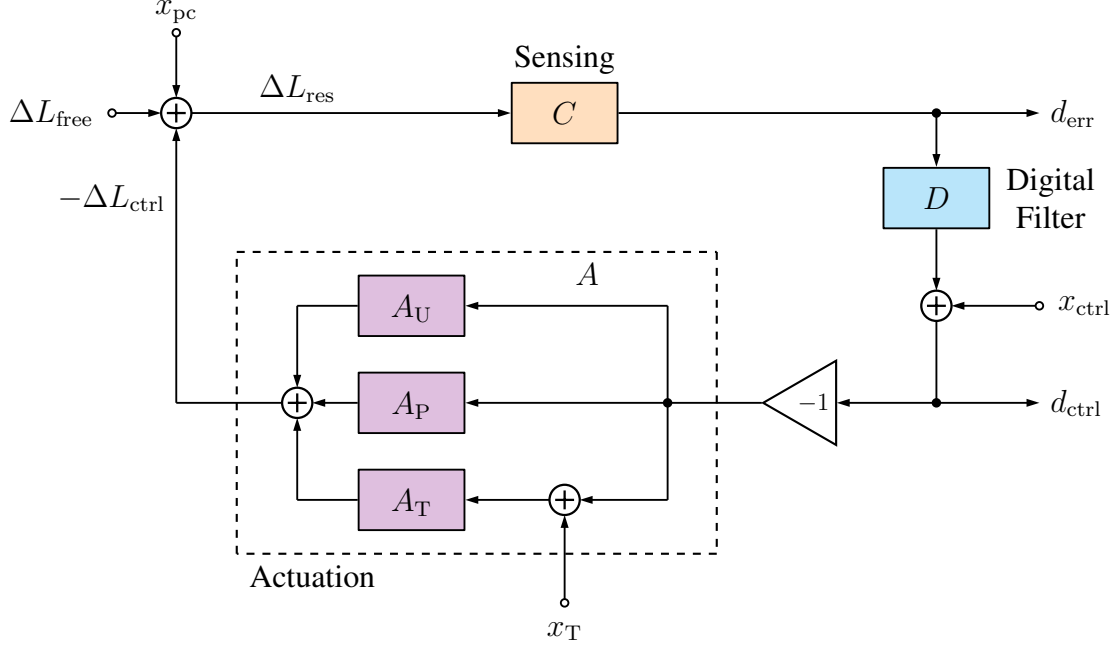 x_pc
ΔL_free
ΔL_res
Sensing
C
d_err
−ΔL_ctrl
D
Digital
Filter
x_ctrl
A
A_U
A_P
−1
d_ctrl
A_T
Actuation
x_T